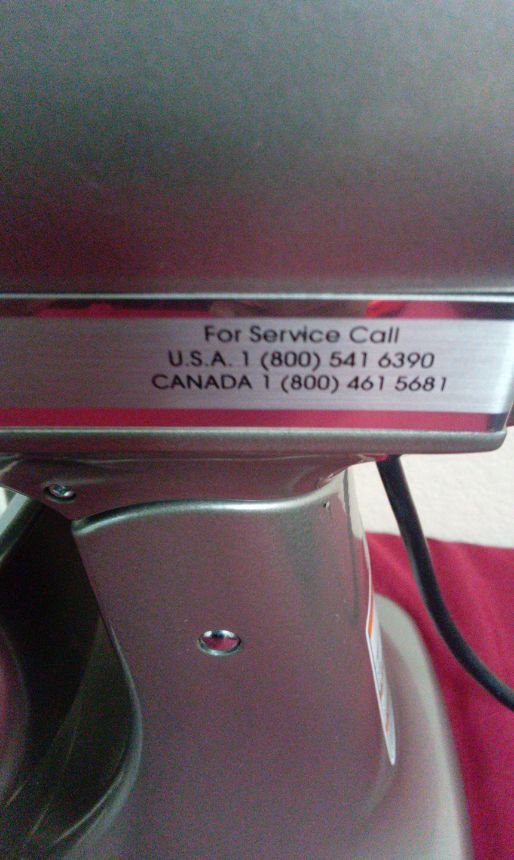 For Service Call
U.S.A. 1 (800) 541 6390
CANADA 1 (800) 461 5681